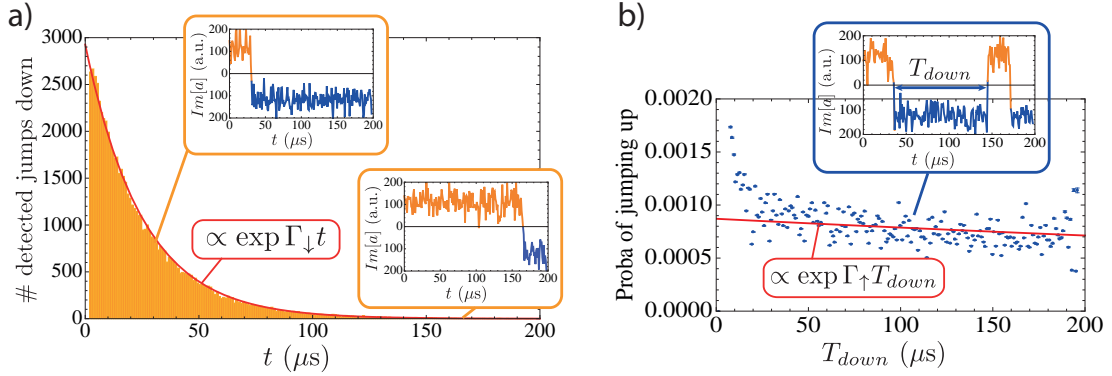 a)
3000
2500
2000
1500
1000
500
0
# detected jumps down
0 50 100 150 200
t (μs)
200
100
0
100
200
Im[a] (a.u.)
0 50 100 150 200
t (μs)
200
100
0
100
200
Im[a] (a.u.)
0 50 100 150 200
t (μs)
∝ exp Γ↓t
b)
0.0020
0.0015
0.0010
0.0005
0.0000
Proba of jumping up
0 50 100 150 200
T_down (μs)
200
100
0
100
200
Im[a] (a.u.)
T_down
0 50 100 150 200
t (μs)
∝ exp Γ↑T_down